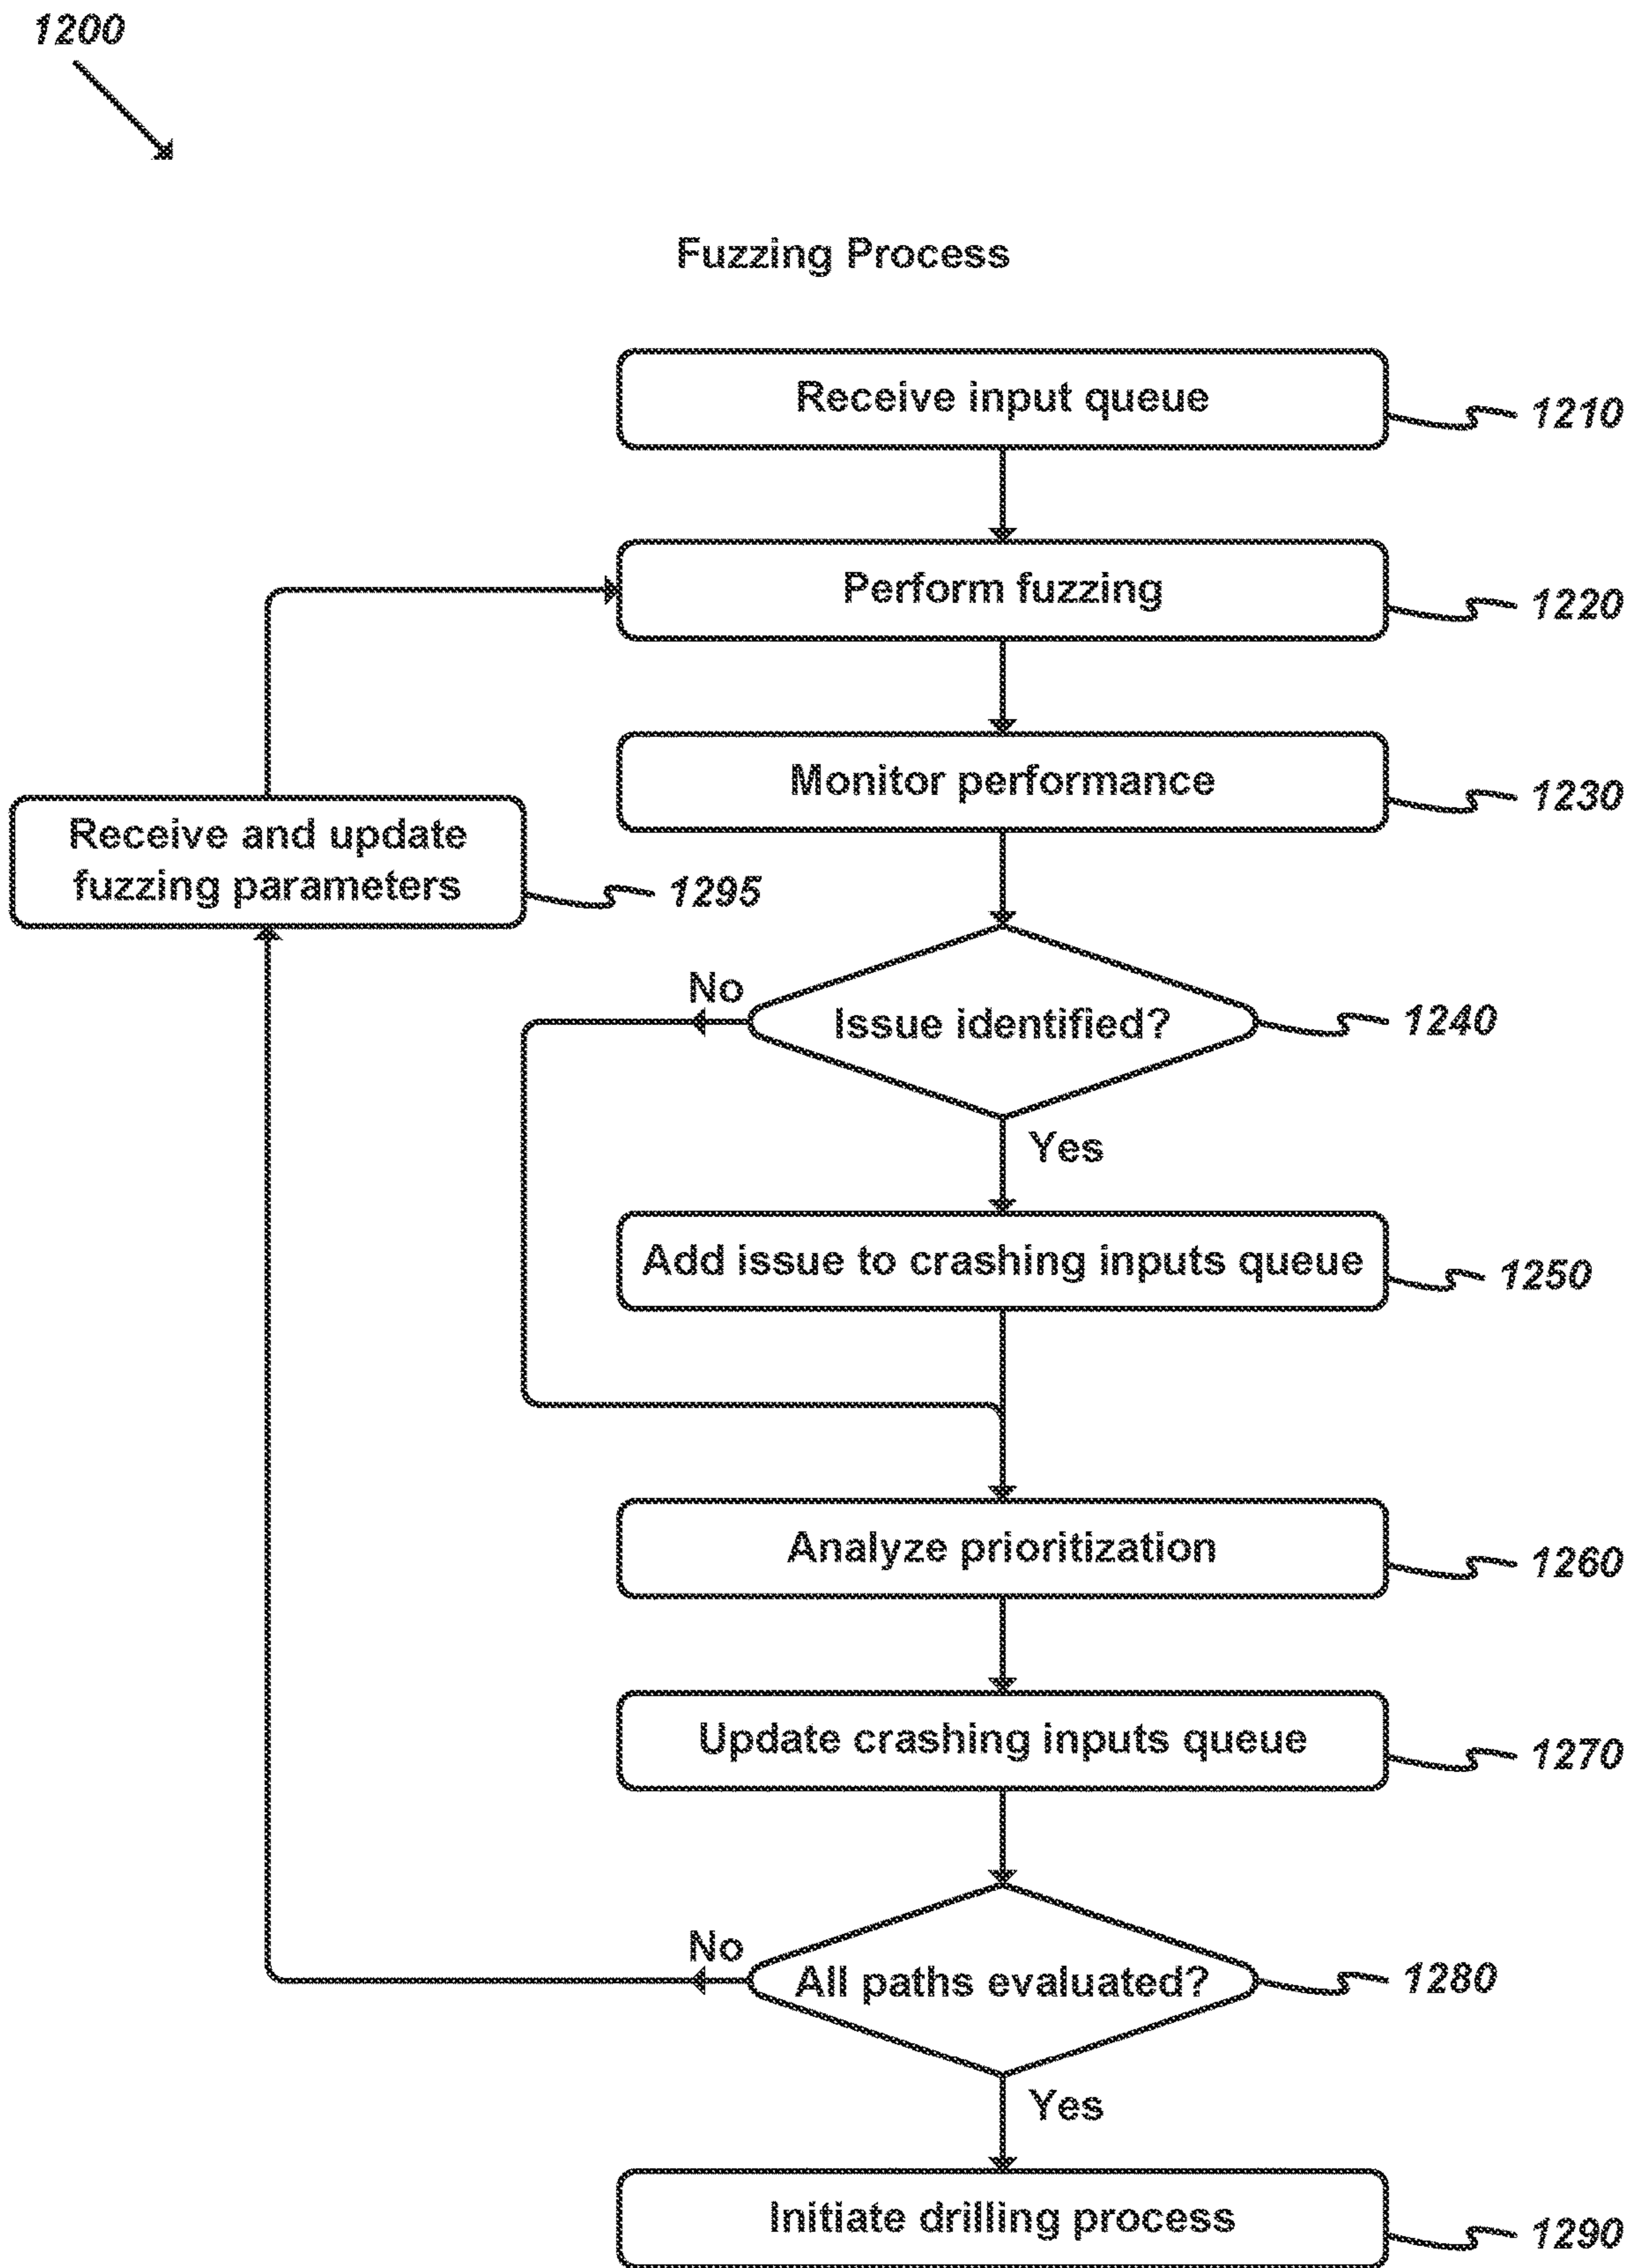 1200
Fuzzing Process
Receive input queue
1210
Perform fuzzing
1220
Monitor performance
1230
Receive and update
fuzzing parameters
1295
No
Issue identified?
1240
Yes
Add issue to crashing inputs queue
1250
Analyze prioritization
1260
Update crashing inputs queue
1270
No
All paths evaluated?
1280
Yes
Initiate drilling process
1290